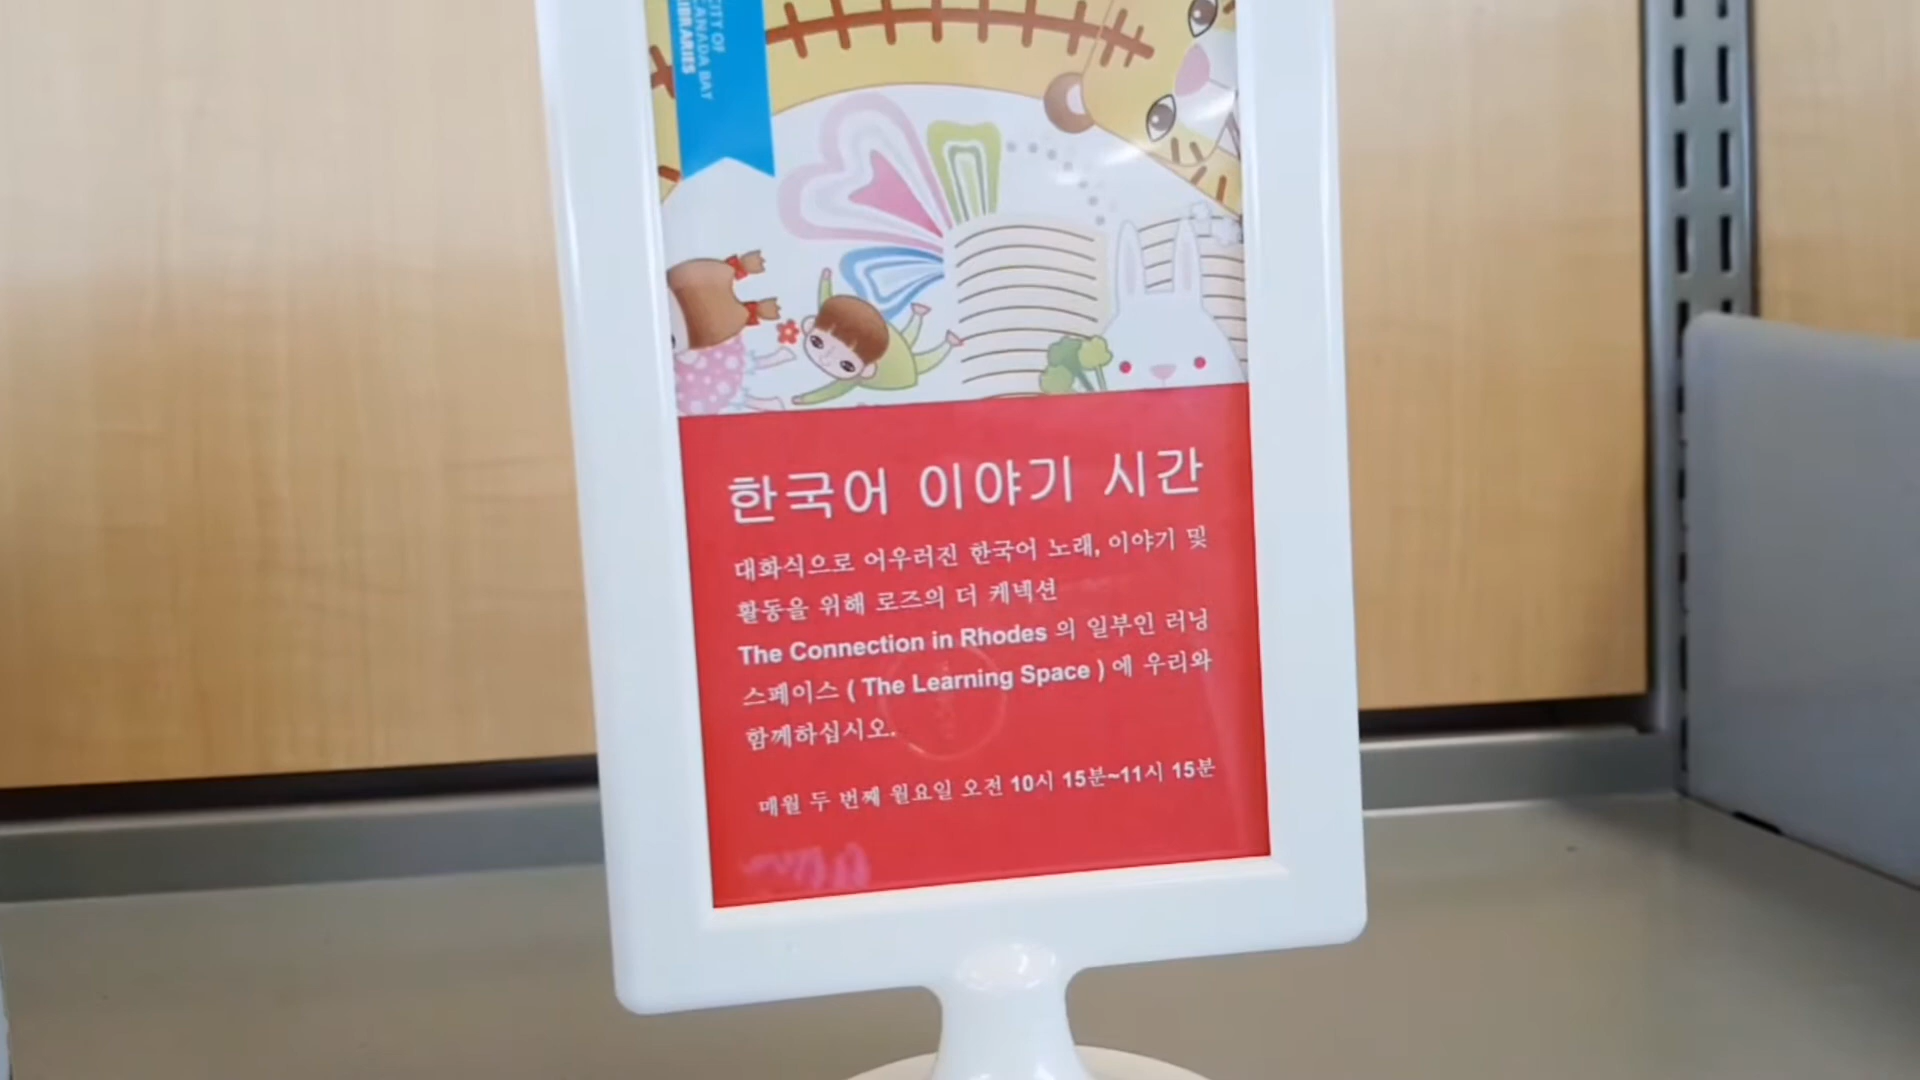 CITY OF
CANADA BAY
LIBRARIES
한국어 이야기 시간
대화식으로 어우러진 한국어 노래, 이야기 및
활동을 위해 로즈의 더 케넥션
The Connection in Rhodes 의 일부인 러닝
스페이스 ( The Learning Space ) 에 우리와
함께하십시오.
매월 두 번째 월요일 오전 10시 15분~11시 15분